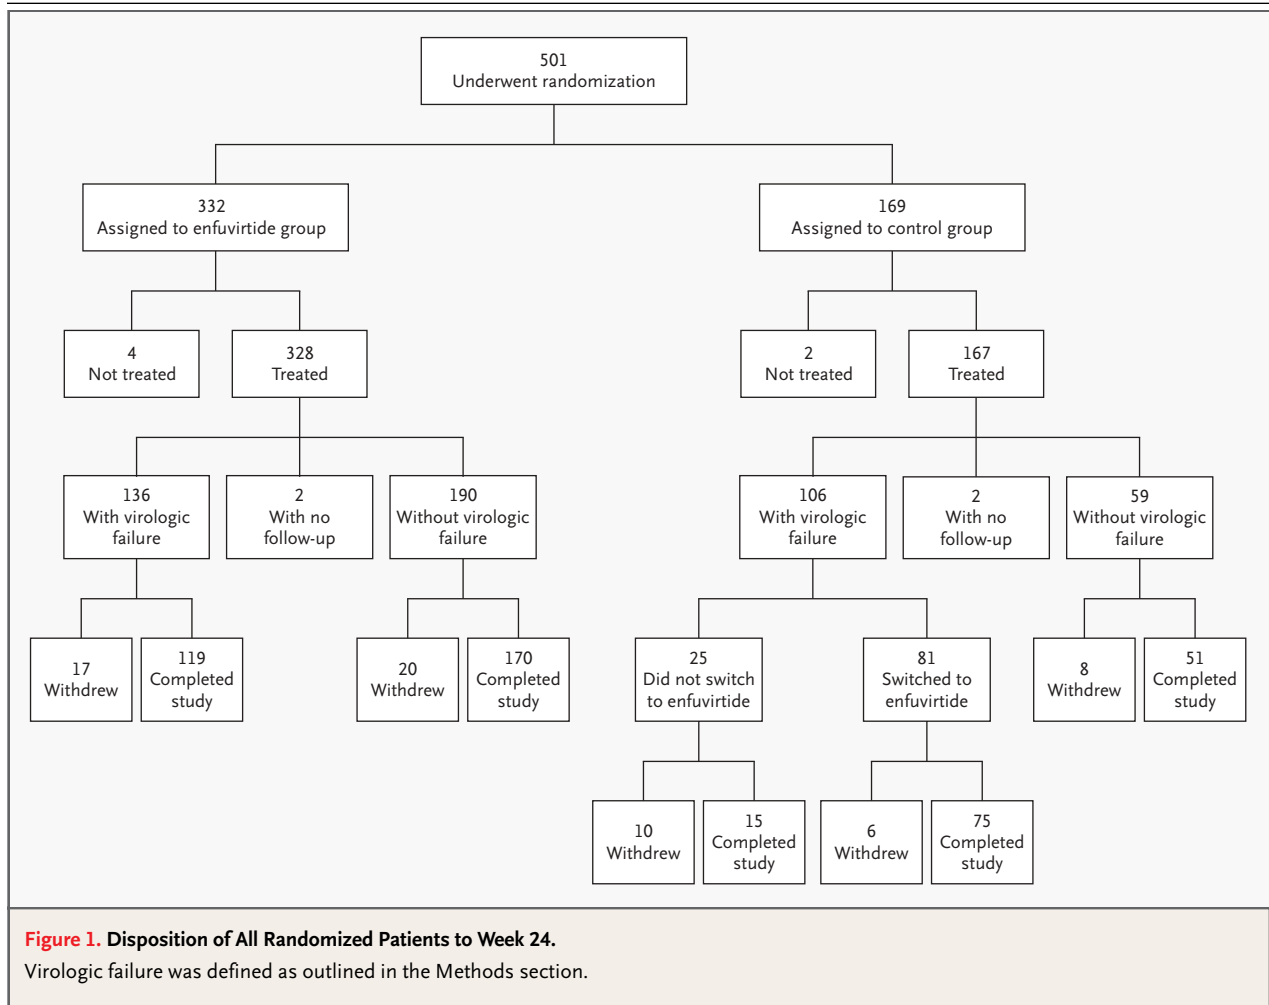 501
Underwent randomization
332
Assigned to enfuvirtide group
169
Assigned to control group
4
Not treated
328
Treated
2
Not treated
167
Treated
136
With virologic
failure
2
With no
follow-up
190
Without virologic
failure
106
With virologic
failure
2
With no
follow-up
59
Without virologic
failure
17
Withdrew
119
Completed
study
20
Withdrew
170
Completed
study
25
Did not switch
to enfuvirtide
81
Switched to
enfuvirtide
8
Withdrew
51
Completed
study
10
Withdrew
15
Completed
study
6
Withdrew
75
Completed
study
Figure 1. Disposition of All Randomized Patients to Week 24.
Virologic failure was defined as outlined in the Methods section.